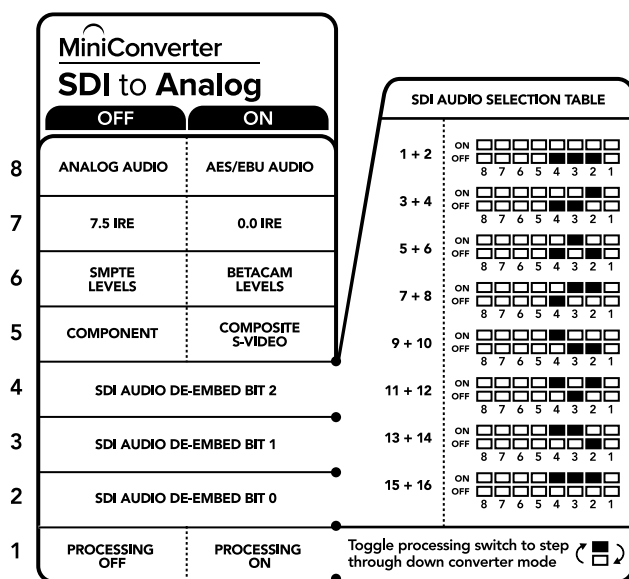 MiniConverter
SDI to Analog
OFF ON
8 ANALOG AUDIO AES/EBU AUDIO
7 7.5 IRE 0.0 IRE
6 SMPTE LEVELS BETACAM LEVELS
5 COMPONENT COMPOSITE S-VIDEO
4 SDI AUDIO DE-EMBED BIT 2
3 SDI AUDIO DE-EMBED BIT 1
2 SDI AUDIO DE-EMBED BIT 0
1 PROCESSING OFF PROCESSING ON
SDI AUDIO SELECTION TABLE
1 + 2 ON
OFF
8 7 6 5 4 3 2 1
3 + 4 ON
OFF
8 7 6 5 4 3 2 1
5 + 6 ON
OFF
8 7 6 5 4 3 2 1
7 + 8 ON
OFF
8 7 6 5 4 3 2 1
9 + 10 ON
OFF
8 7 6 5 4 3 2 1
11 + 12 ON
OFF
8 7 6 5 4 3 2 1
13 + 14 ON
OFF
8 7 6 5 4 3 2 1
15 + 16 ON
OFF
8 7 6 5 4 3 2 1
Toggle processing switch to step
through down converter mode